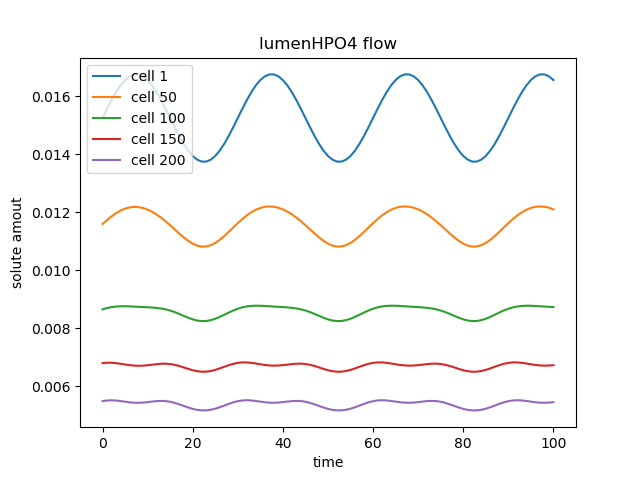 lumenHPO4 flow
cell 1
cell 50
cell 100
cell 150
cell 200
solute amout
0.016
0.014
0.012
0.010
0.008
0.006
0
20
40
60
80
100
time